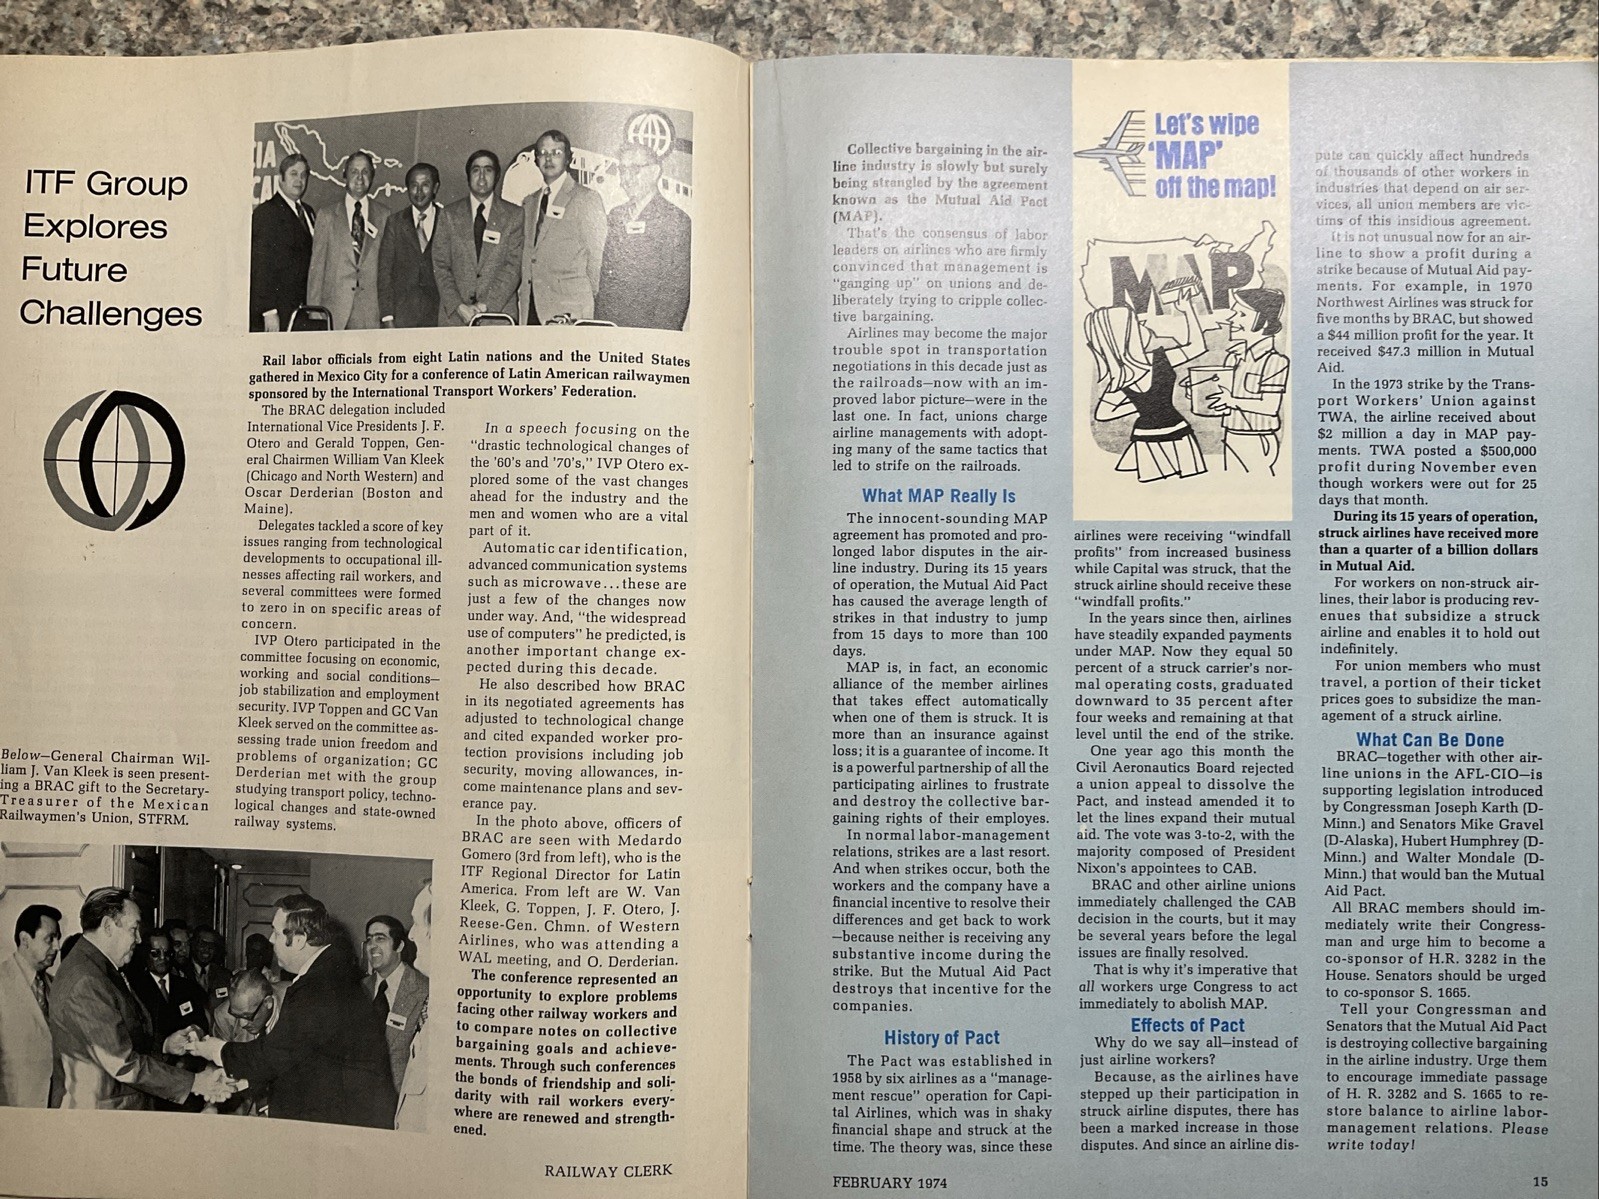 ITF Group
Explores
Future
Challenges
Rail labor officials from eight Latin nations and the United States
gathered in Mexico City for a conference of Latin American railwaymen
sponsored by the International Transport Workers' Federation.
The BRAC delegation included
International Vice Presidents J. F.
Otero and Gerald Toppen, Gen-
eral Chairmen William Van Kleek
(Chicago and North Western) and
Oscar Derderian (Boston and
Maine).
Delegates tackled a score of key
issues ranging from technological
developments to occupational ill-
nesses affecting rail workers, and
several committees were formed
to zero in on specific areas of
concern.
IVP Otero participated in the
committee focusing on economic,
working and social conditions—
job stabilization and employment
security. IVP Toppen and GC Van
Kleek served on the committee as-
sessing trade union freedom and
problems of organization; GC
Derderian met with the group
studying transport policy, techno-
logical changes and state-owned
railway systems.
Below—General Chairman Wil-
liam J. Van Kleek is seen present-
ing a BRAC gift to the Secretary-
Treasurer of the Mexican
Railwaymen's Union, STFRM.
In a speech focusing on the
"drastic technological changes of
the '60's and '70's," IVP Otero ex-
plored some of the vast changes
ahead for the industry and the
men and women who are a vital
part of it.
Automatic car identification,
advanced communication systems
such as microwave...these are
just a few of the changes now
under way. And, "the widespread
use of computers" he predicted, is
another important change ex-
pected during this decade.
He also described how BRAC
in its negotiated agreements has
adjusted to technological change
and cited expanded worker pro-
tection provisions including job
security, moving allowances, in-
come maintenance plans and sev-
erance pay.
In the photo above, officers of
BRAC are seen with Medardo
Gomero (3rd from left), who is the
ITF Regional Director for Latin
America. From left are W. Van
Kleek, G. Toppen, J. F. Otero, J.
Reese-Gen. Chmn. of Western
Airlines, who was attending a
WAL meeting, and O. Derderian.
The conference represented an
opportunity to explore problems
facing other railway workers and
to compare notes on collective
bargaining goals and achieve-
ments. Through such conferences
the bonds of friendship and soli-
darity with rail workers every-
where are renewed and strength-
ened.
RAILWAY CLERK
Collective bargaining in the air-
line industry is slowly but surely
being strangled by the agreement
known as the Mutual Aid Pact
(MAP).
That's the consensus of labor
leaders on airlines who are firmly
convinced that management is
"ganging up" on unions and de-
liberately trying to cripple collec-
tive bargaining.
Airlines may become the major
trouble spot in transportation
negotiations in this decade just as
the railroads—now with an im-
proved labor picture—were in the
last one. In fact, unions charge
airline managements with adopt-
ing many of the same tactics that
led to strife on the railroads.
What MAP Really Is
The innocent-sounding MAP
agreement has promoted and pro-
longed labor disputes in the air-
line industry. During its 15 years
of operation, the Mutual Aid Pact
has caused the average length of
strikes in that industry to jump
from 15 days to more than 100
days.
MAP is, in fact, an economic
alliance of the member airlines
that takes effect automatically
when one of them is struck. It is
more than an insurance against
loss; it is a guarantee of income. It
is a powerful partnership of all the
participating airlines to frustrate
and destroy the collective bar-
gaining rights of their employes.
In normal labor-management
relations, strikes are a last resort.
And when strikes occur, both the
workers and the company have a
financial incentive to resolve their
differences and get back to work
—because neither is receiving any
substantive income during the
strike. But the Mutual Aid Pact
destroys that incentive for the
companies.
History of Pact
The Pact was established in
1958 by six airlines as a "manage-
ment rescue" operation for Capi-
tal Airlines, which was in shaky
financial shape and struck at the
time. The theory was, since these
Let's wipe
'MAP'
off the map!
MAP
airlines were receiving "windfall
profits" from increased business
while Capital was struck, that the
struck airline should receive these
"windfall profits."
In the years since then, airlines
have steadily expanded payments
under MAP. Now they equal 50
percent of a struck carrier's nor-
mal operating costs, graduated
downward to 35 percent after
four weeks and remaining at that
level until the end of the strike.
One year ago this month the
Civil Aeronautics Board rejected
a union appeal to dissolve the
Pact, and instead amended it to
let the lines expand their mutual
aid. The vote was 3-to-2, with the
majority composed of President
Nixon's appointees to CAB.
BRAC and other airline unions
immediately challenged the CAB
decision in the courts, but it may
be several years before the legal
issues are finally resolved.
That is why it's imperative that
all workers urge Congress to act
immediately to abolish MAP.
Effects of Pact
Why do we say all—instead of
just airline workers?
Because, as the airlines have
stepped up their participation in
struck airline disputes, there has
been a marked increase in those
disputes. And since an airline dis-
pute can quickly affect hundreds
of thousands of other workers in
industries that depend on air ser-
vices, all union members are vic-
tims of this insidious agreement.
It is not unusual now for an air-
line to show a profit during a
strike because of Mutual Aid pay-
ments. For example, in 1970
Northwest Airlines was struck for
five months by BRAC, but showed
a $44 million profit for the year. It
received $47.3 million in Mutual
Aid.
In the 1973 strike by the Trans-
port Workers' Union against
TWA, the airline received about
$2 million a day in MAP pay-
ments. TWA posted a $500,000
profit during November even
though workers were out for 25
days that month.
During its 15 years of operation,
struck airlines have received more
than a quarter of a billion dollars
in Mutual Aid.
For workers on non-struck air-
lines, their labor is producing rev-
enues that subsidize a struck
airline and enables it to hold out
indefinitely.
For union members who must
travel, a portion of their ticket
prices goes to subsidize the man-
agement of a struck airline.
What Can Be Done
BRAC—together with other air-
line unions in the AFL-CIO—is
supporting legislation introduced
by Congressman Joseph Karth (D-
Minn.) and Senators Mike Gravel
(D-Alaska), Hubert Humphrey (D-
Minn.) and Walter Mondale (D-
Minn.) that would ban the Mutual
Aid Pact.
All BRAC members should im-
mediately write their Congress-
man and urge him to become a
co-sponsor of H.R. 3282 in the
House. Senators should be urged
to co-sponsor S. 1665.
Tell your Congressman and
Senators that the Mutual Aid Pact
is destroying collective bargaining
in the airline industry. Urge them
to encourage immediate passage
of H. R. 3282 and S. 1665 to re-
store balance to airline labor-
management relations. Please
write today!
FEBRUARY 1974
15